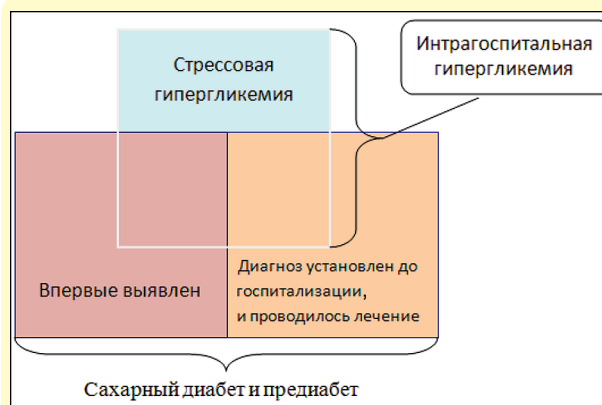 Стрессовая
гипергликемия
Интрагоспитальная
гипергликемия
Впервые выявлен
Диагноз установлен до
госпитализации,
и проводилось лечение
Сахарный диабет и предиабет